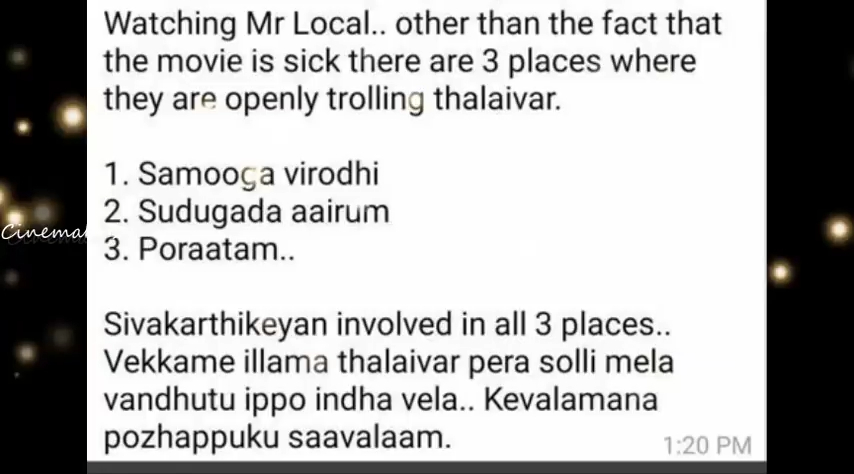 Watching Mr Local.. other than the fact that
the movie is sick there are 3 places where
they are openly trolling thalaivar.
1. Samooga virodhi
2. Sudugada aairum
3. Poraatam..
Sivakarthikeyan involved in all 3 places..
Vekkame illama thalaivar pera solli mela
vandhutu ippo indha vela.. Kevalamana
pozhappuku saavalaam.
1:20 PM